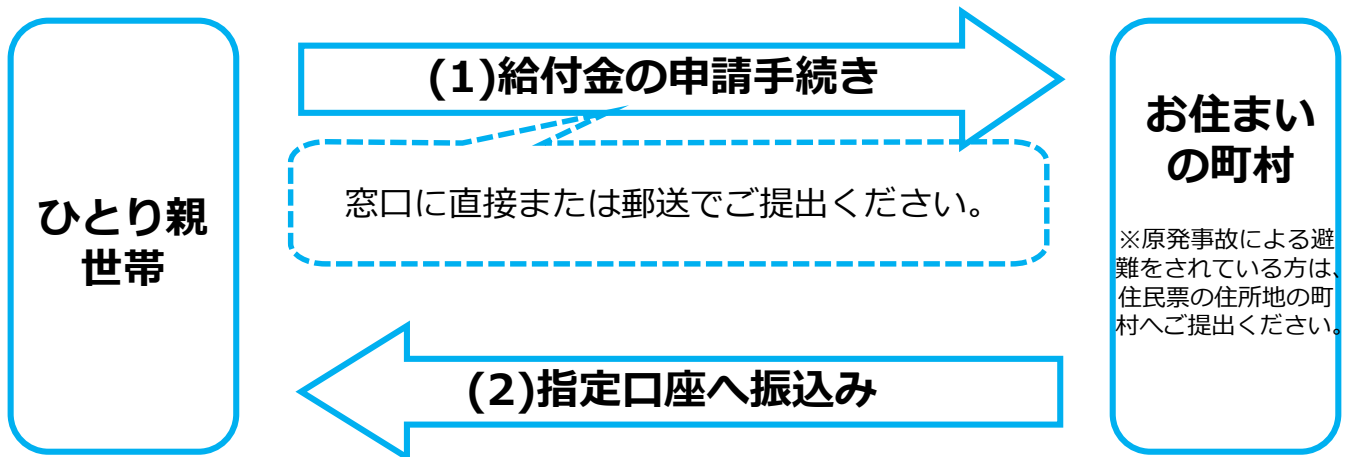 ひとり親
世帯
(1)給付金の申請手続き
窓口に直接または郵送でご提出ください。
(2)指定口座へ振込み
お住まい
の町村
※原発事故による避
難をされている方は、
住民票の住所地の町
村へご提出ください。